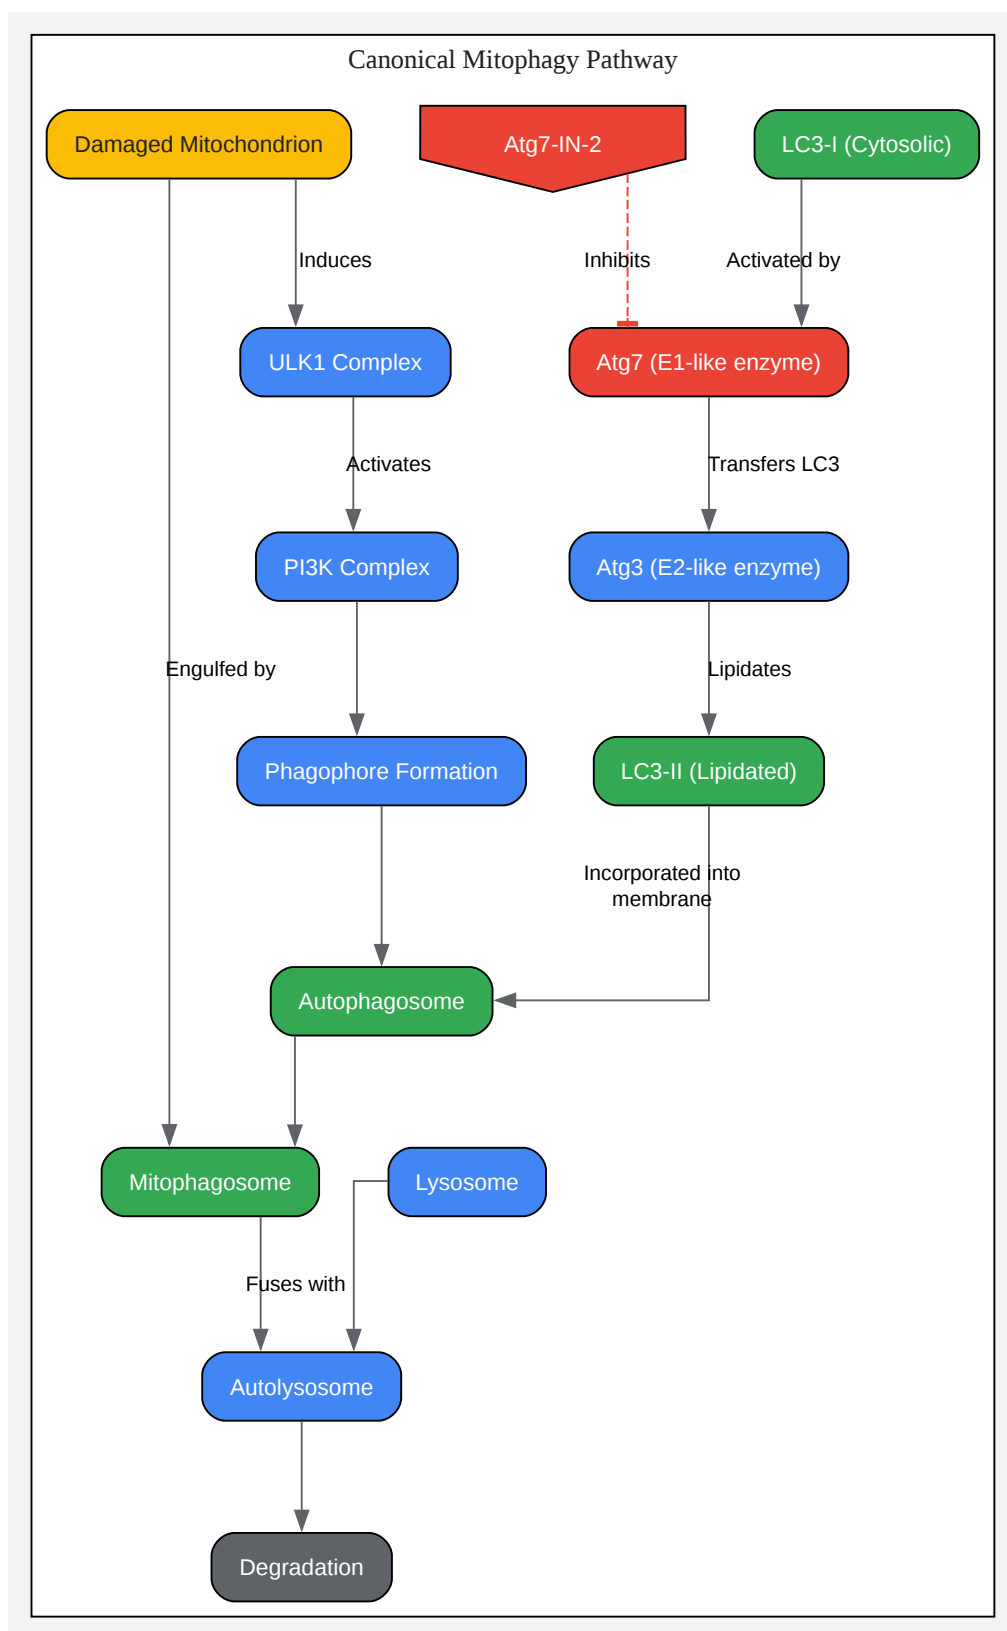 Canonical Mitophagy Pathway
Damaged Mitochondrion
Atg7-IN-2
LC3-I (Cytosolic)
Induces
Inhibits
Activated by
ULK1 Complex
Atg7 (E1-like enzyme)
Activates
Transfers LC3
PI3K Complex
Atg3 (E2-like enzyme)
Engulfed by
Lipidates
Phagophore Formation
LC3-II (Lipidated)
Incorporated into
membrane
Autophagosome
Mitophagosome
Lysosome
Fuses with
Autolysosome
Degradation